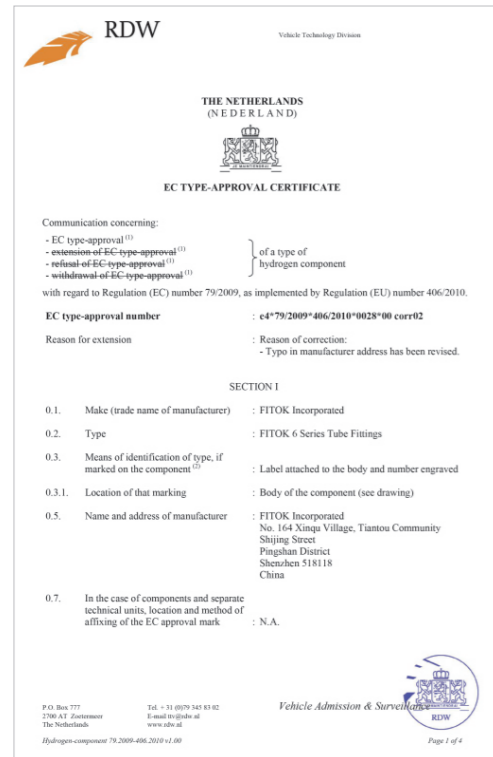 RDW
Vehicle Technology Division
THE NETHERLANDS
(NEDERLAND)
JE MAINTIENDRAI
EC TYPE-APPROVAL CERTIFICATE
Communication concerning:
- EC type-approval (1)
- extension of EC type-approval (1)
- refusal of EC type-approval (1)
- withdrawal of EC type-approval (1)
of a type of
hydrogen component
with regard to Regulation (EC) number 79/2009, as implemented by Regulation (EU) number 406/2010.
EC type-approval number : e4*79/2009*406/2010*0028*00 corr02
Reason for extension : Reason of correction:
- Typo in manufacturer address has been revised.
SECTION I
0.1. Make (trade name of manufacturer) : FITOK Incorporated
0.2. Type : FITOK 6 Series Tube Fittings
0.3. Means of identification of type, if
marked on the component (2) : Label attached to the body and number engraved
0.3.1. Location of that marking : Body of the component (see drawing)
0.5. Name and address of manufacturer : FITOK Incorporated
No. 164 Xinqu Village, Tiantou Community
Shijing Street
Pingshan District
Shenzhen 518118
China
0.7. In the case of components and separate
technical units, location and method of
affixing of the EC approval mark : N.A.
P.O. Box 777 Tel. + 31 (0)79 345 83 02
2700 AT Zoetermeer E-mail ttv@rdw.nl
The Netherlands www.rdw.nl
Vehicle Admission & Surveillance
RDW
Hydrogen-component 79.2009-406.2010 v1.00 Page 1 of 4